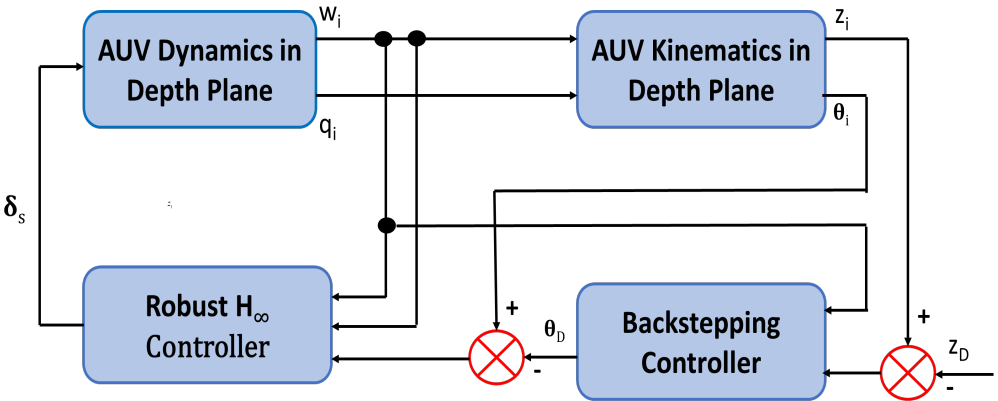 w_i
AUV Dynamics in
Depth Plane
q_i
AUV Kinematics in
Depth Plane
z_i
θ_i
δ_s
Robust H_∞
Controller
+
θ_D
-
Backstepping
Controller
+
z_D
-